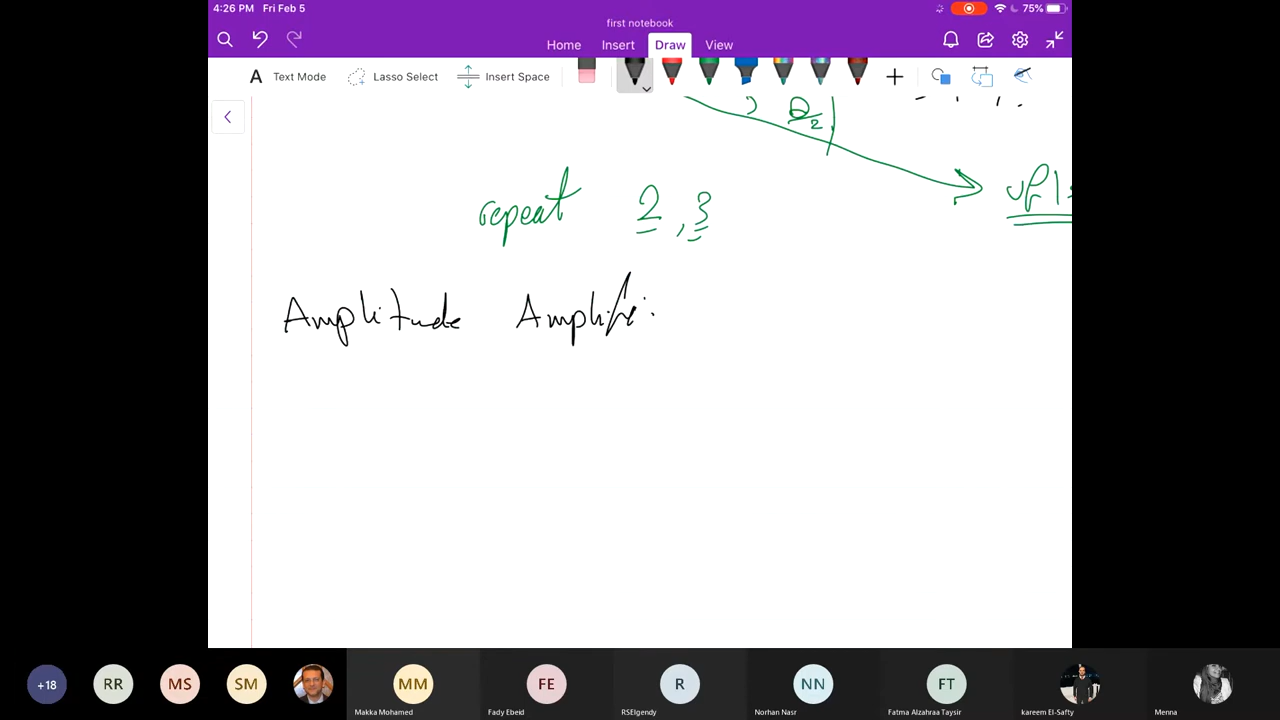 4:26 PM Fri Feb 5
75%
first notebook
Home Insert Draw View
A Text Mode Lasso Select Insert Space
θ/2
repeat 2 , 3
Amplitude
+18 RR MS SM MM FE R NN FT
Makka Mohamed Fady Ebeid RSElgendy Norhan Nasr Fatma Alzahraa Taysir kareem El-Safty Menna